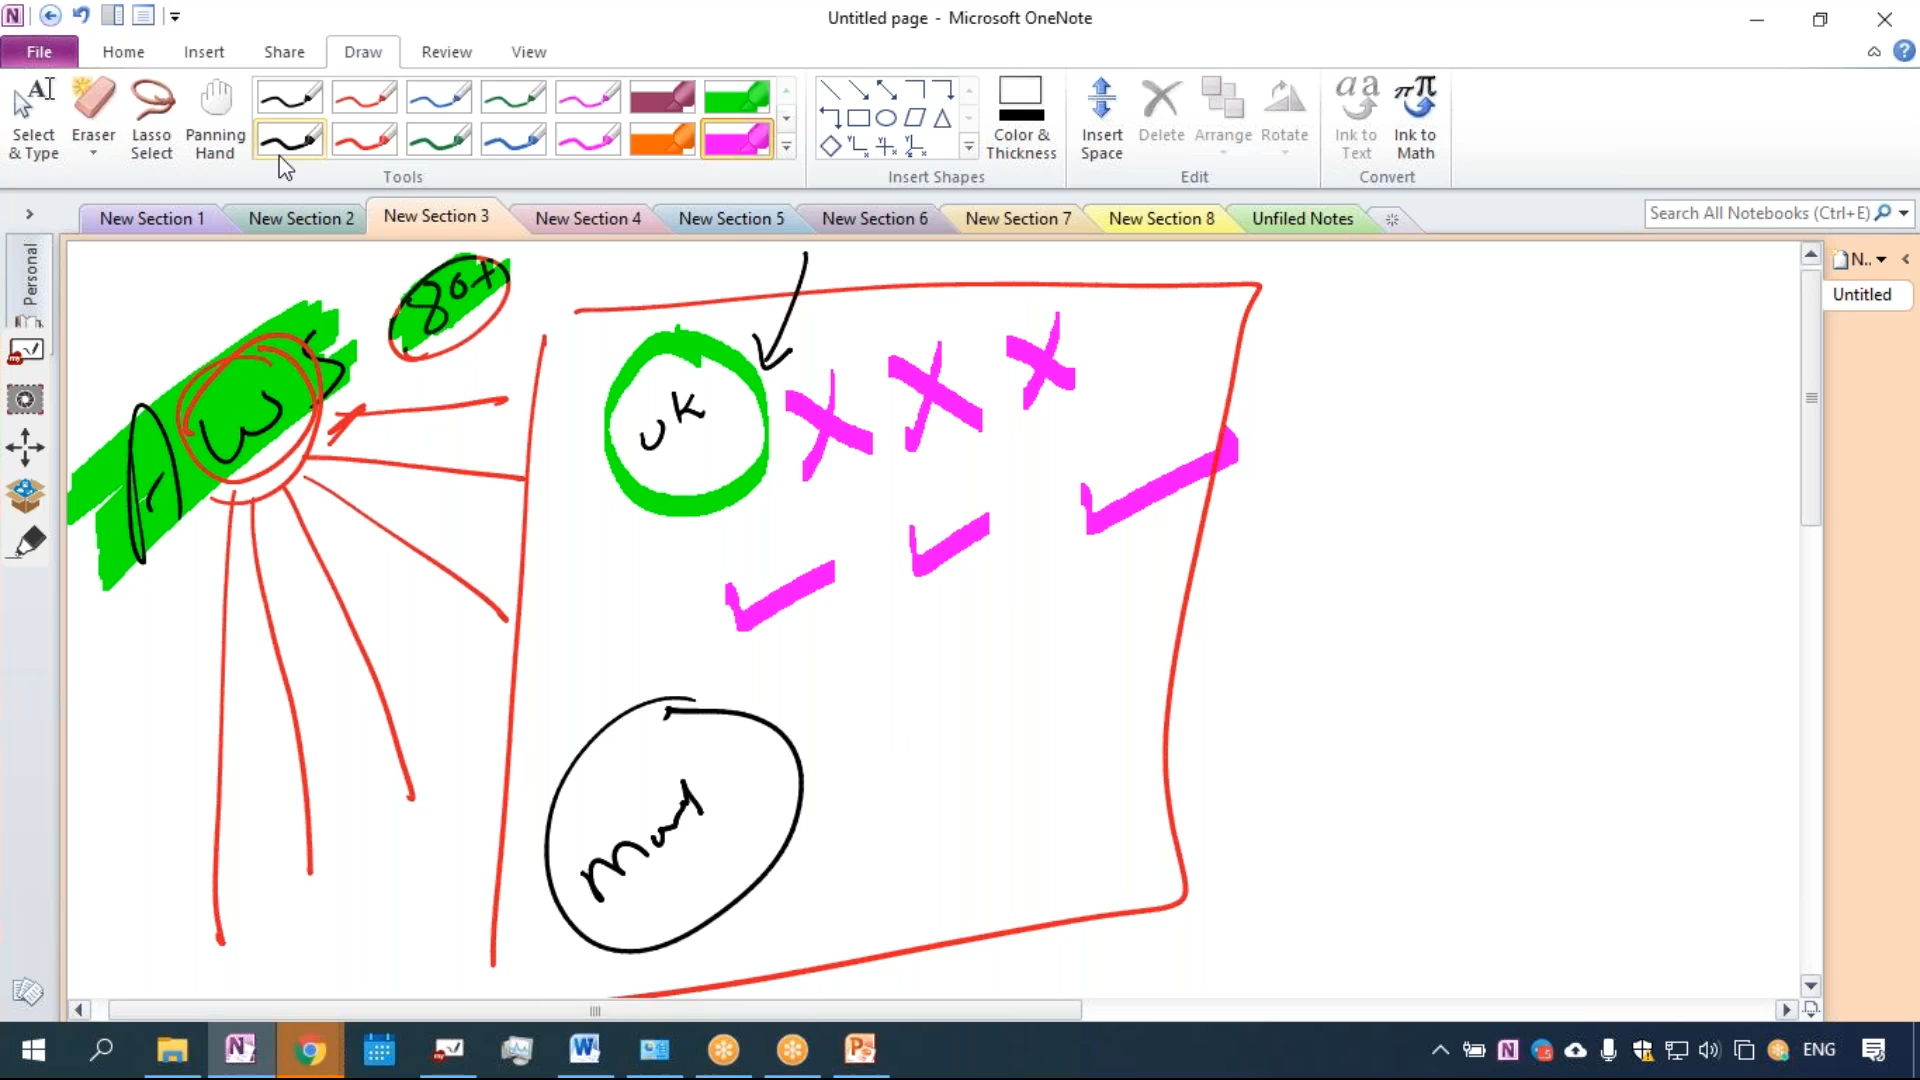 Untitled page - Microsoft OneNote
File Home Insert Share Draw Review View
Select & Type
Eraser
Lasso Select
Panning Hand
Color & Thickness
Insert Space
Delete
Arrange
Rotate
Ink to Text
Ink to Math
Tools
Insert Shapes
Edit
Convert
New Section 1
New Section 2
New Section 3
New Section 4
New Section 5
New Section 6
New Section 7
New Section 8
Unfiled Notes
Search All Notebooks (Ctrl+E)
Personal
N..
Untitled
80+
AWS
UK
ENG